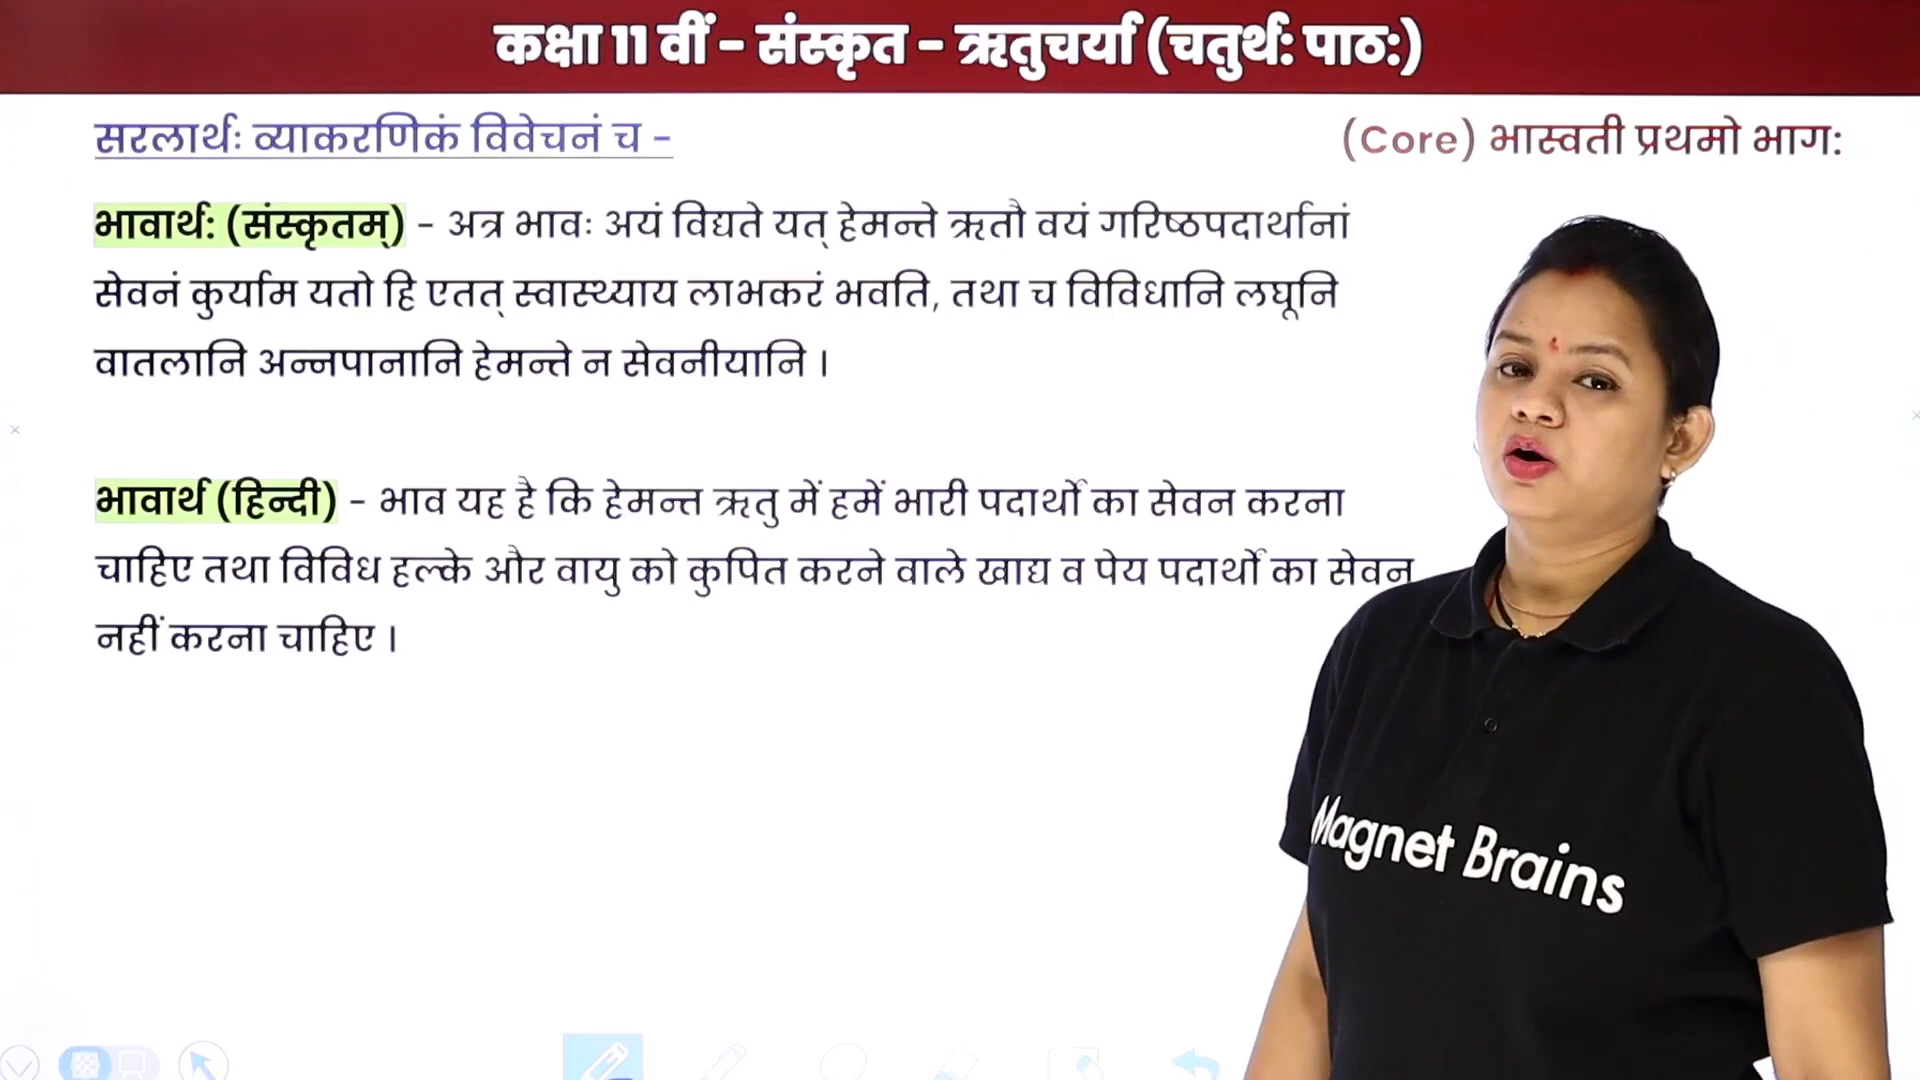 कक्षा 11 वीं - संस्कृत - ऋतुचर्या (चतुर्थ: पाठ:)
सरलार्थः व्याकरणिकं विवेचनं च -
(Core) भास्वती प्रथमो भाग:
भावार्थ: (संस्कृतम्) - अत्र भावः अयं विद्यते यत् हेमन्ते ऋतौ वयं गरिष्ठपदार्थानां
सेवनं कुर्याम यतो हि एतत् स्वास्थ्याय लाभकरं भवति, तथा च विविधानि लघूनि
वातलानि अन्नपानानि हेमन्ते न सेवनीयानि ।
भावार्थ (हिन्दी) - भाव यह है कि हेमन्त ऋतु में हमें भारी पदार्थों का सेवन करना
चाहिए तथा विविध हल्के और वायु को कुपित करने वाले खाद्य व पेय पदार्थों का सेवन
नहीं करना चाहिए ।
Magnet Brains